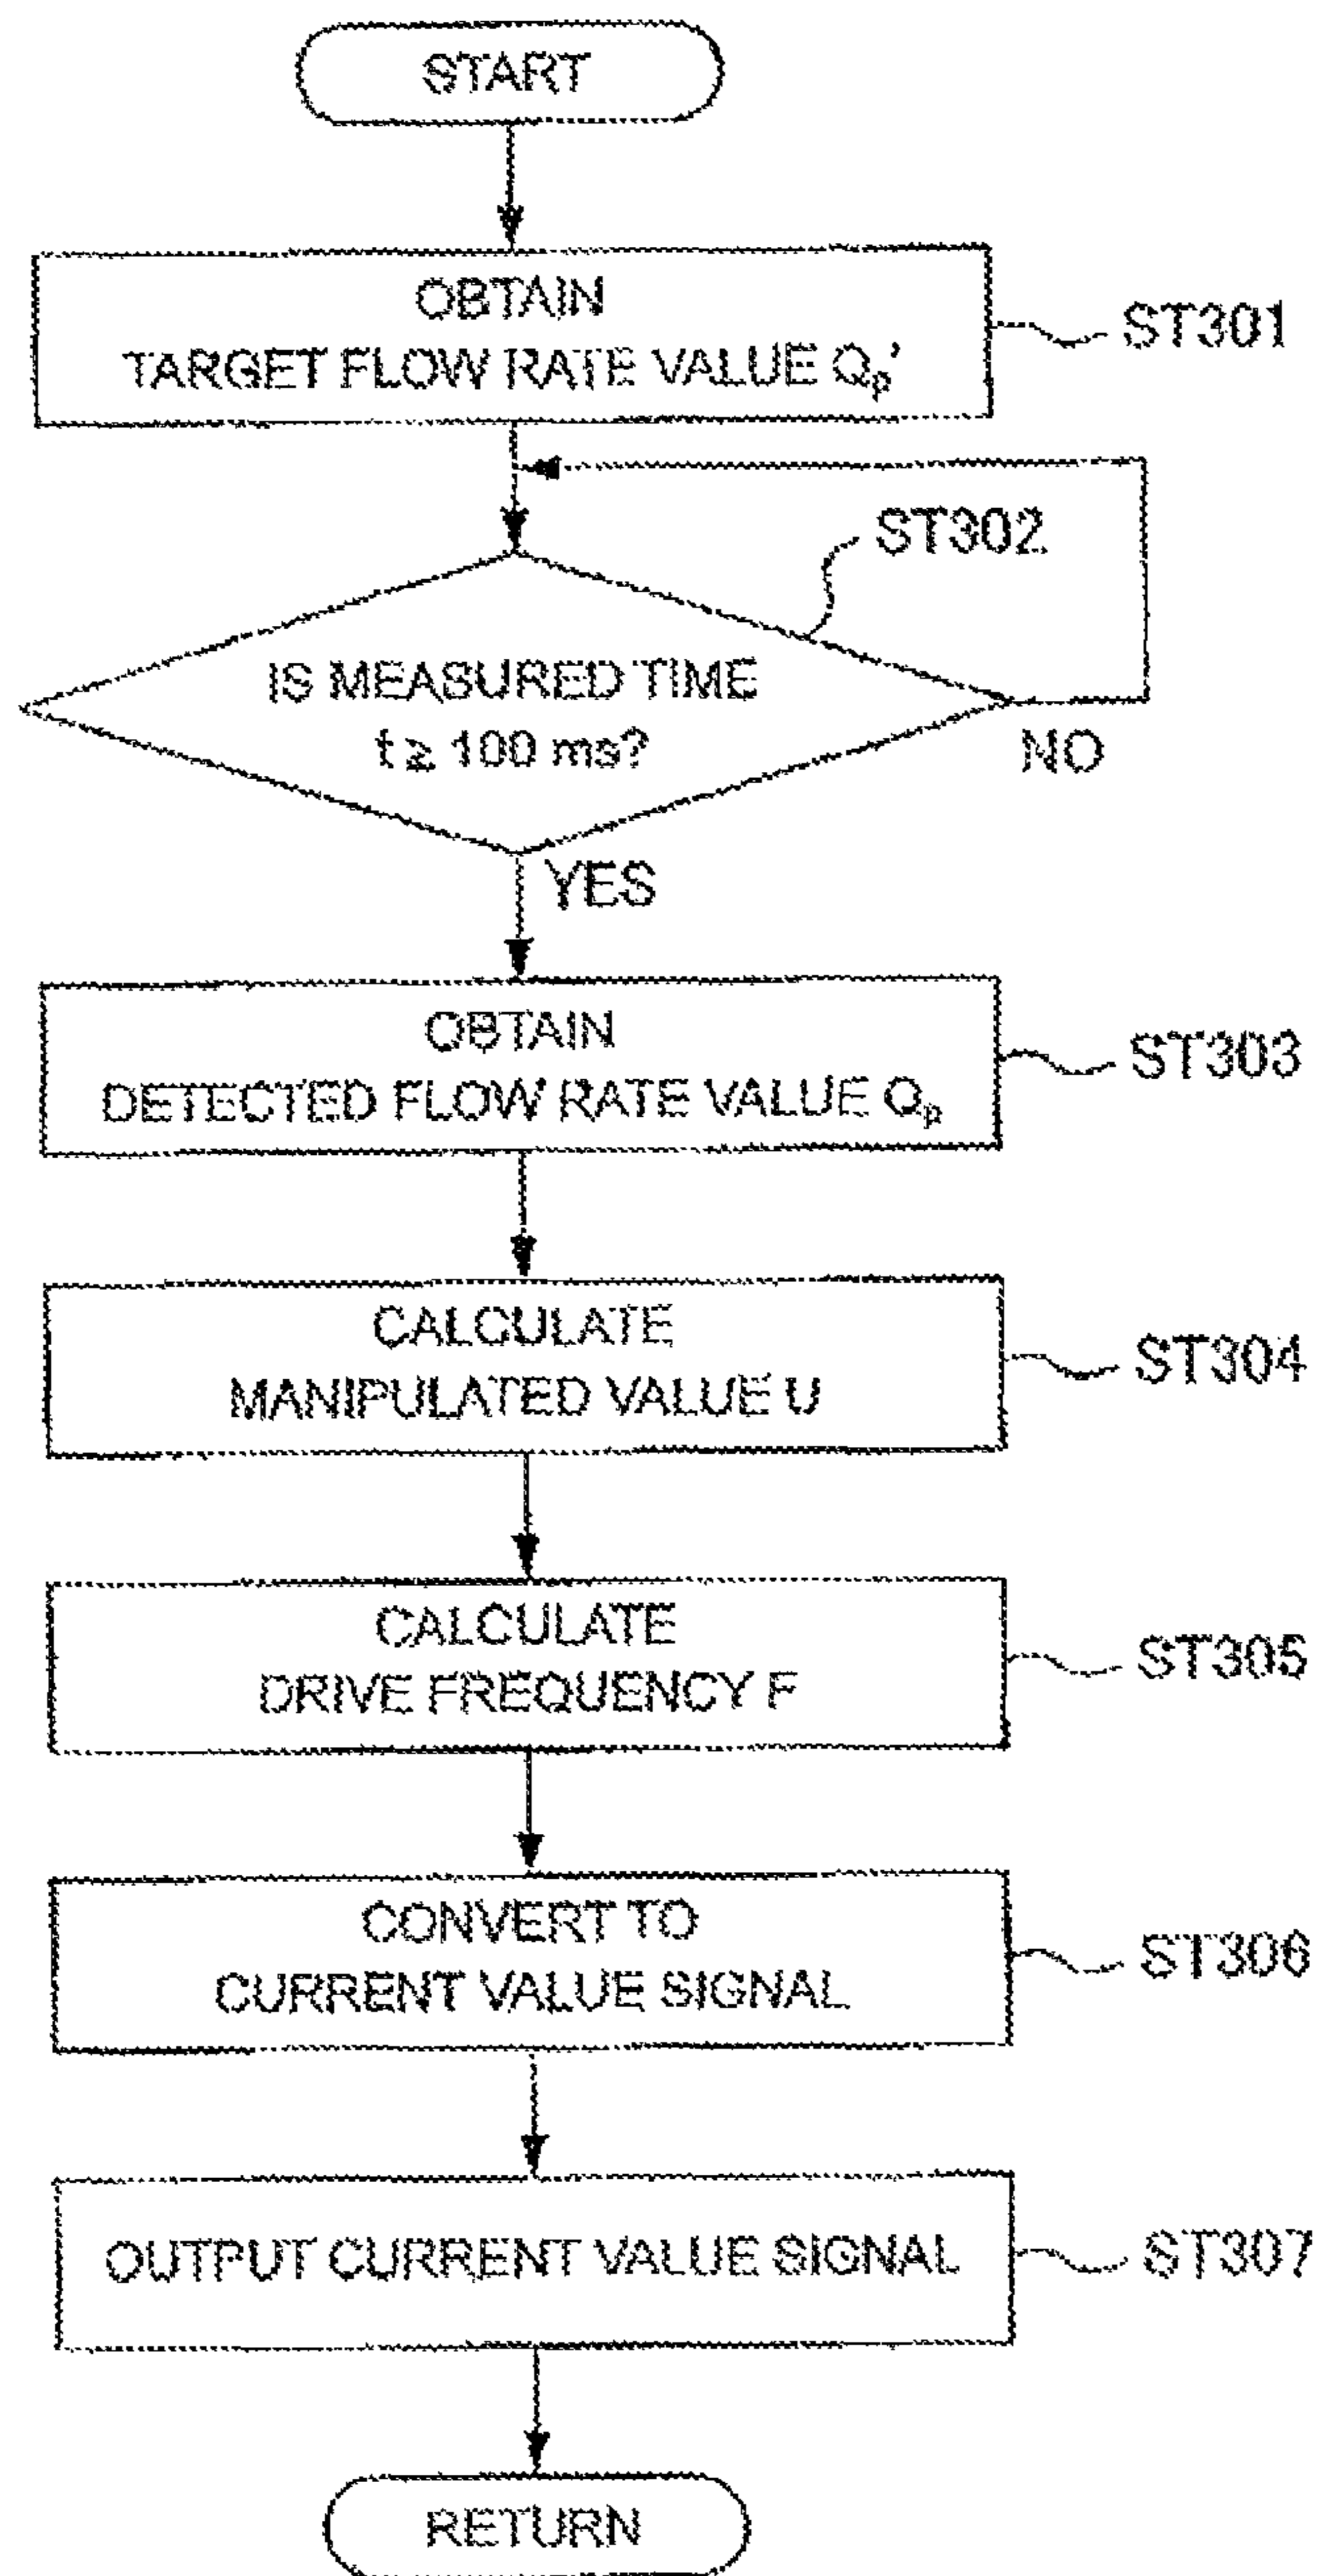 START
OBTAIN
TARGET FLOW RATE VALUE Qp'
ST301
ST302
IS MEASURED TIME
t ≥ 100 ms?
NO
YES
OBTAIN
DETECTED FLOW RATE VALUE Qp
ST303
CALCULATE
MANIPULATED VALUE U
ST304
CALCULATE
DRIVE FREQUENCY F
ST305
CONVERT TO
CURRENT VALUE SIGNAL
ST306
OUTPUT CURRENT VALUE SIGNAL
ST307
RETURN